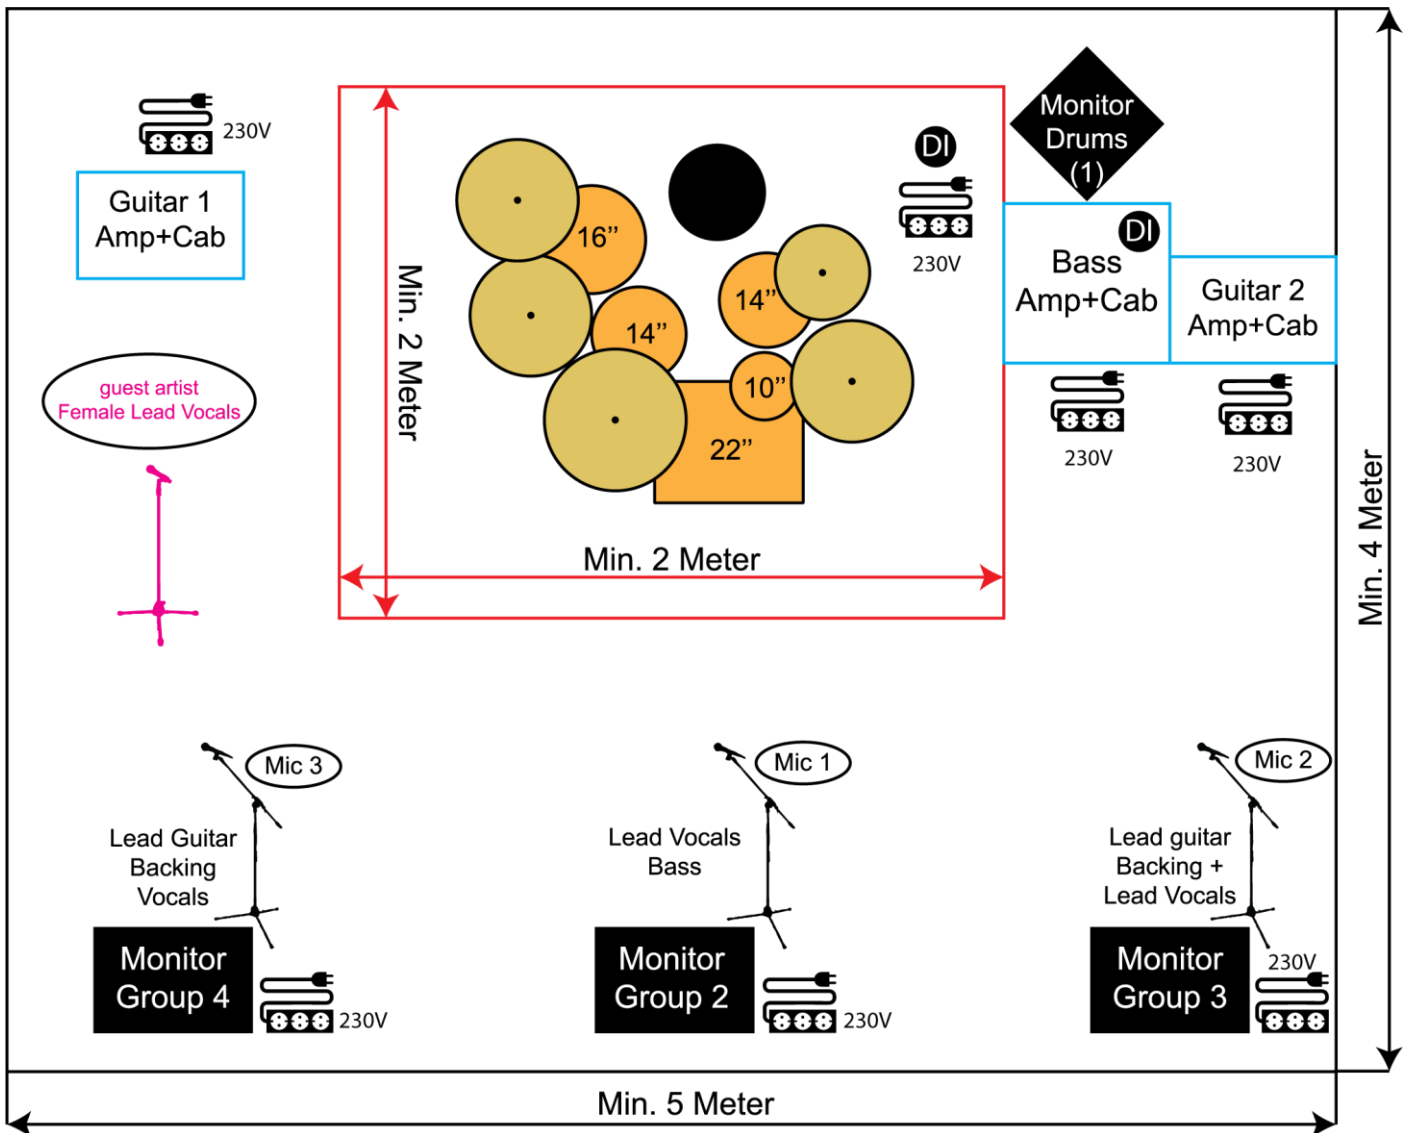 230V
Guitar 1
Amp+Cab
guest artist
Female Lead Vocals
Min. 2 Meter
16’’
14’’
14’’
10’’
22’’
Min. 2 Meter
DI
230V
Monitor
Drums
(1)
DI
Bass
Amp+Cab
Guitar 2
Amp+Cab
230V
230V
Min. 4 Meter
Mic 3
Lead Guitar
Backing
Vocals
Monitor
Group 4
230V
Mic 1
Lead Vocals
Bass
Monitor
Group 2
230V
Mic 2
Lead guitar
Backing +
Lead Vocals
Monitor
Group 3
230V
Min. 5 Meter